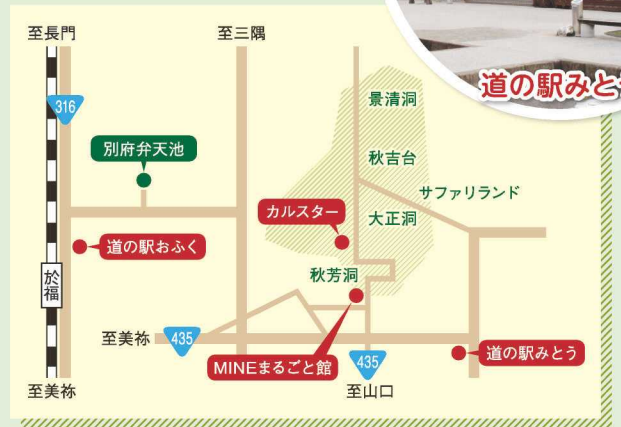 至長門
至三隅
道の駅みとう
316
景清洞
別府弁天池
秋吉台
サファリランド
カルスター
大正洞
道の駅おふく
秋芳洞
於福
至美祢
435
道の駅みとう
MINEまるごと館
435
至美祢
至山口